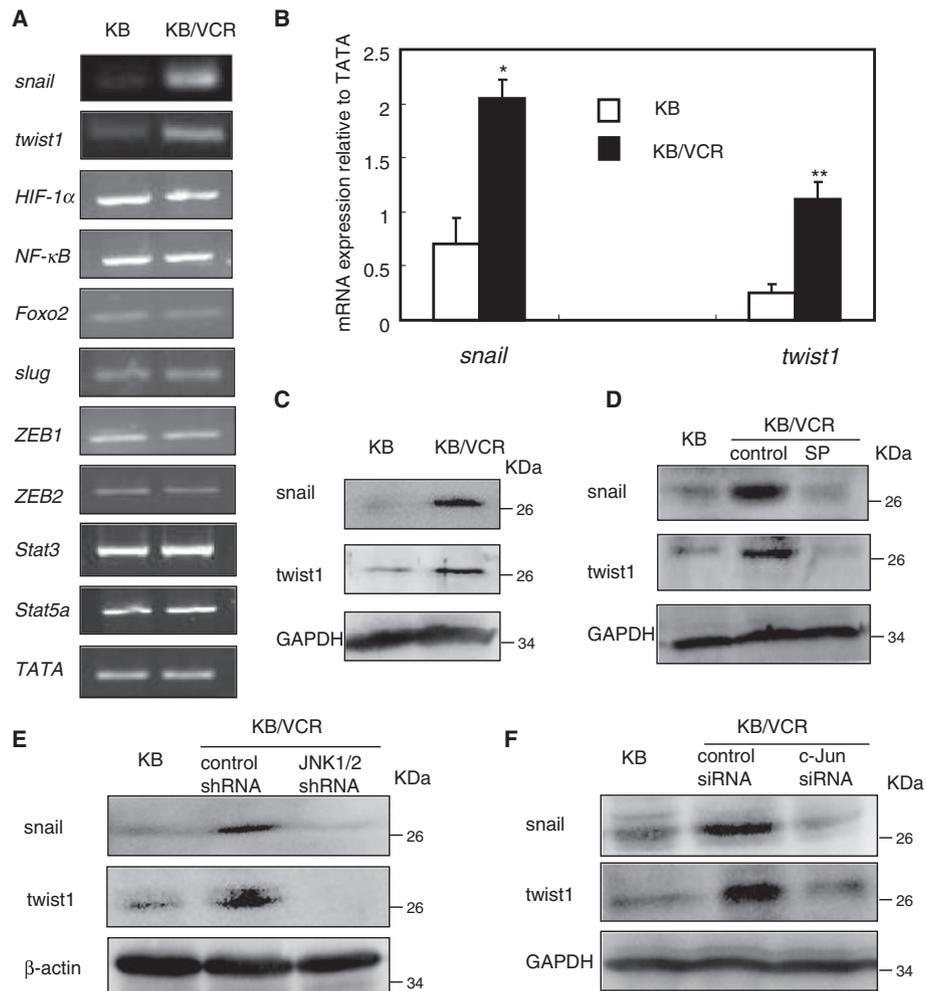 A
KB KB/VCR
snail
twist1
HIF-1α
NF-κB
Foxo2
slug
ZEB1
ZEB2
Stat3
Stat5a
TATA
B
mRNA expression relative to TATA
2.5
2
1.5
1
0.5
0
*
**
KB
KB/VCR
snail twist1
C
KB KB/VCR
KDa
snail
26
twist1
26
GAPDH
34
D
KB/VCR
KB control SP KDa
snail
26
twist1
26
GAPDH
34
E
KB/VCR
KB control JNK1/2
shRNA shRNA
KDa
snail
26
twist1
26
β-actin
34
F
KB/VCR
KB control c-Jun
siRNA siRNA
KDa
snail
26
twist1
26
GAPDH
34